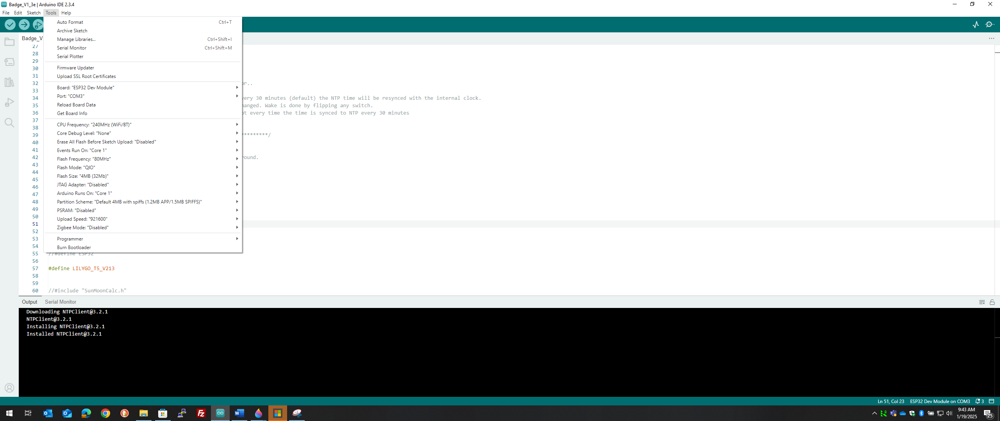 Badge_V1_3e | Arduino IDE 2.3.4
File Edit Sketch Tools Help
Auto Format Ctrl+T
Archive Sketch
Manage Libraries... Ctrl+Shift+I
Serial Monitor Ctrl+Shift+M
Serial Plotter
Firmware Updater
Upload SSL Root Certificates
Board: "ESP32 Dev Module"
Port: "COM3"
Reload Board Data
Get Board Info
CPU Frequency: "240MHz (WiFi/BT)"
Core Debug Level: "None"
Erase All Flash Before Sketch Upload: "Disabled"
Events Run On: "Core 1"
Flash Frequency: "80MHz"
Flash Mode: "QIO"
Flash Size: "4MB (32Mb)"
JTAG Adapter: "Disabled"
Arduino Runs On: "Core 1"
Partition Scheme: "Default 4MB with spiffs (1.2MB APP/1.5MB SPIFFS)"
PSRAM: "Disabled"
Upload Speed: "921600"
Zigbee Mode: "Disabled"
Programmer
Burn Bootloader
Badge_V
27
28
29
30
31
32 or..
33
34 very 30 minutes (default) the NTP time will be resynced with the internal clock.
35 hanged. Wake is done by flipping any switch.
36 ot every time the time is synced to NTP every 30 minutes
37
38
39 *********/
40
41
42 round.
43
44
45
46
47
48
49
50
51
52
53
54
55 //#define ESP32
56
57 #define LILYGO_T5_V213
58
59
60 //#include "SunMoonCalc.h"
Output Serial Monitor
Downloading NTPClient@3.2.1
NTPClient@3.2.1
Installing NTPClient@3.2.1
Installed NTPClient@3.2.1
Ln 51, Col 23 ESP32 Dev Module on COM3 3
9:43 AM
1/19/2025
25